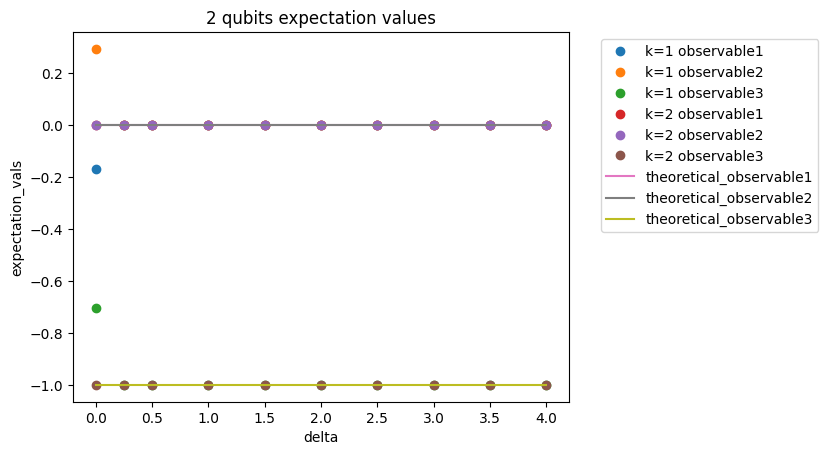 2 qubits expectation values
expectation_vals
0.2
0.0
−0.2
−0.4
−0.6
−0.8
−1.0
0.0 0.5 1.0 1.5 2.0 2.5 3.0 3.5 4.0
delta
k=1 observable1
k=1 observable2
k=1 observable3
k=2 observable1
k=2 observable2
k=2 observable3
theoretical_observable1
theoretical_observable2
theoretical_observable3